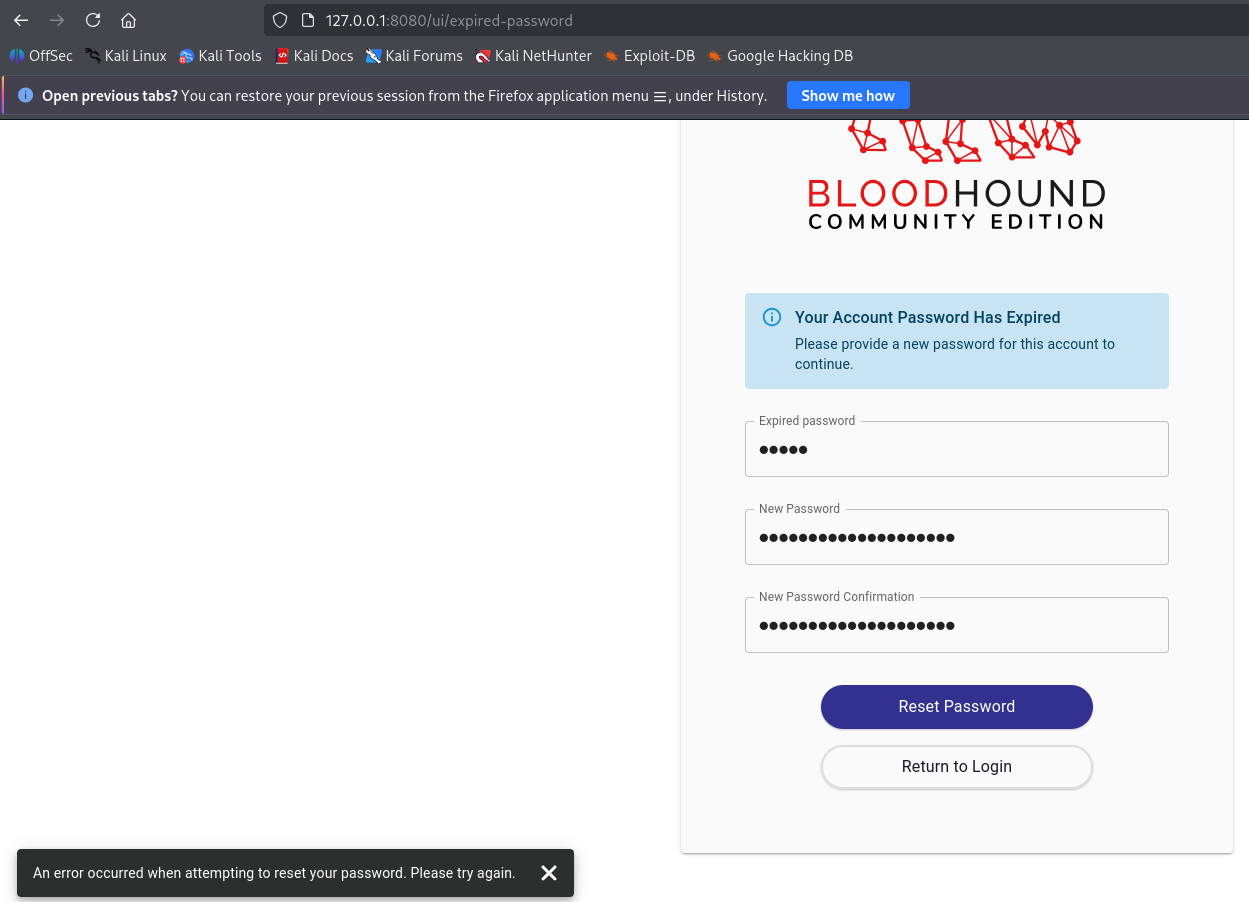 127.0.0.1:8080/ui/expired-password
OffSec Kali Linux Kali Tools Kali Docs Kali Forums Kali NetHunter Exploit-DB Google Hacking DB
Open previous tabs? You can restore your previous session from the Firefox application menu ☰, under History. Show me how
BLOODHOUND
COMMUNITY EDITION
Your Account Password Has Expired
Please provide a new password for this account to
continue.
Expired password
•••••
New Password
••••••••••••••••••••
New Password Confirmation
••••••••••••••••••••
Reset Password
Return to Login
An error occurred when attempting to reset your password. Please try again.